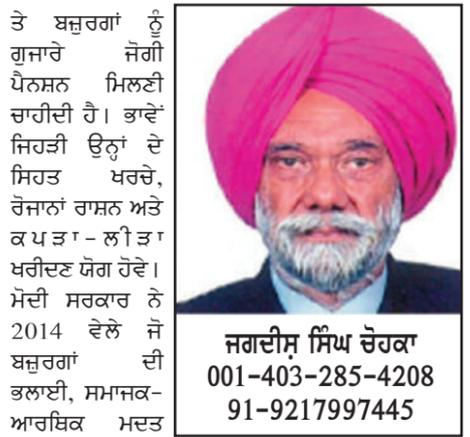 ਤੇ ਬਜ਼ੁਰਗਾਂ ਨੂੰ
ਗੁਜਾਰੇ ਜੋਗੀ
ਪੈਨਸ਼ਨ ਮਿਲਣੀ
ਚਾਹੀਦੀ ਹੈ। ਭਾਵੇਂ
ਜਿਹੜੀ ਉਨ੍ਹਾਂ ਦੇ
ਸਿਹਤ ਖਰਚੇ,
ਰੋਜਾਨਾਂ ਰਾਸ਼ਨ ਅਤੇ
ਕਪੜਾ-ਲੀੜਾ
ਖਰੀਦਣ ਯੋਗ ਹੋਵੇ।
ਮੋਦੀ ਸਰਕਾਰ ਨੇ
2014 ਵੇਲੇ ਜੋ
ਬਜ਼ੁਰਗਾਂ ਦੀ
ਭਲਾਈ, ਸਮਾਜਕ-
ਆਰਥਿਕ ਮਦਤ
ਜਗਦੀਸ਼ ਸਿੰਘ ਚੋਹਕਾ
001-403-285-4208
91-9217997445